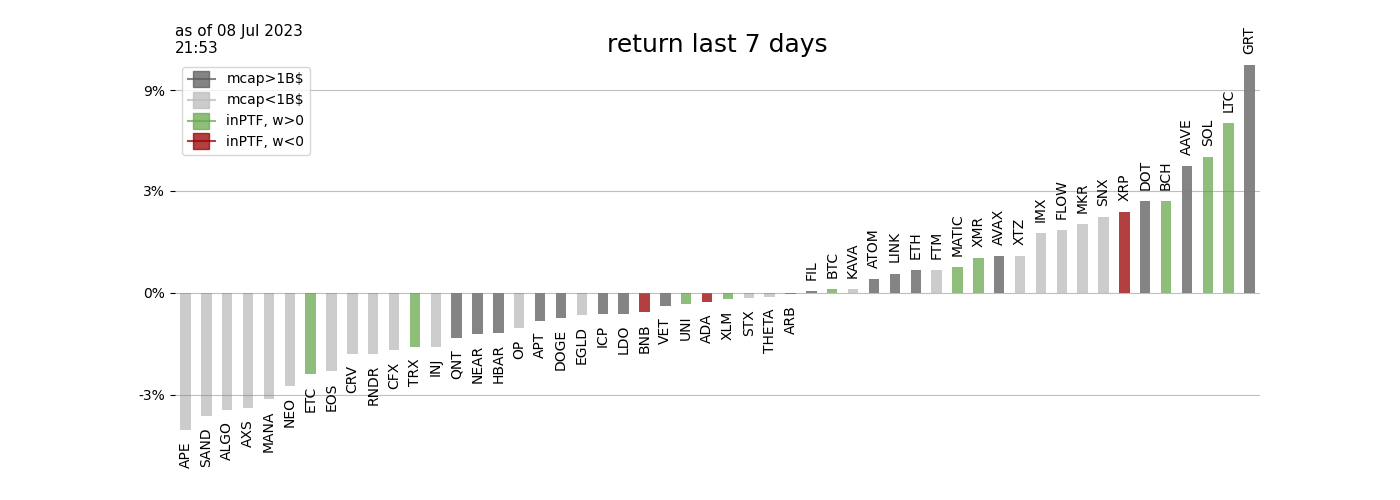 as of 08 Jul 2023
21:53
return last 7 days
mcap>1B$
mcap<1B$
inPTF, w>0
inPTF, w<0
9%
3%
0%
-3%
APE
SAND
ALGO
AXS
MANA
NEO
ETC
EOS
CRV
RNDR
CFX
TRX
INJ
QNT
NEAR
HBAR
OP
APT
DOGE
EGLD
ICP
LDO
BNB
VET
UNI
ADA
XLM
STX
THETA
ARB
FIL
BTC
KAVA
ATOM
LINK
ETH
FTM
MATIC
XMR
AVAX
XTZ
IMX
FLOW
MKR
SNX
XRP
DOT
BCH
AAVE
SOL
LTC
GRT